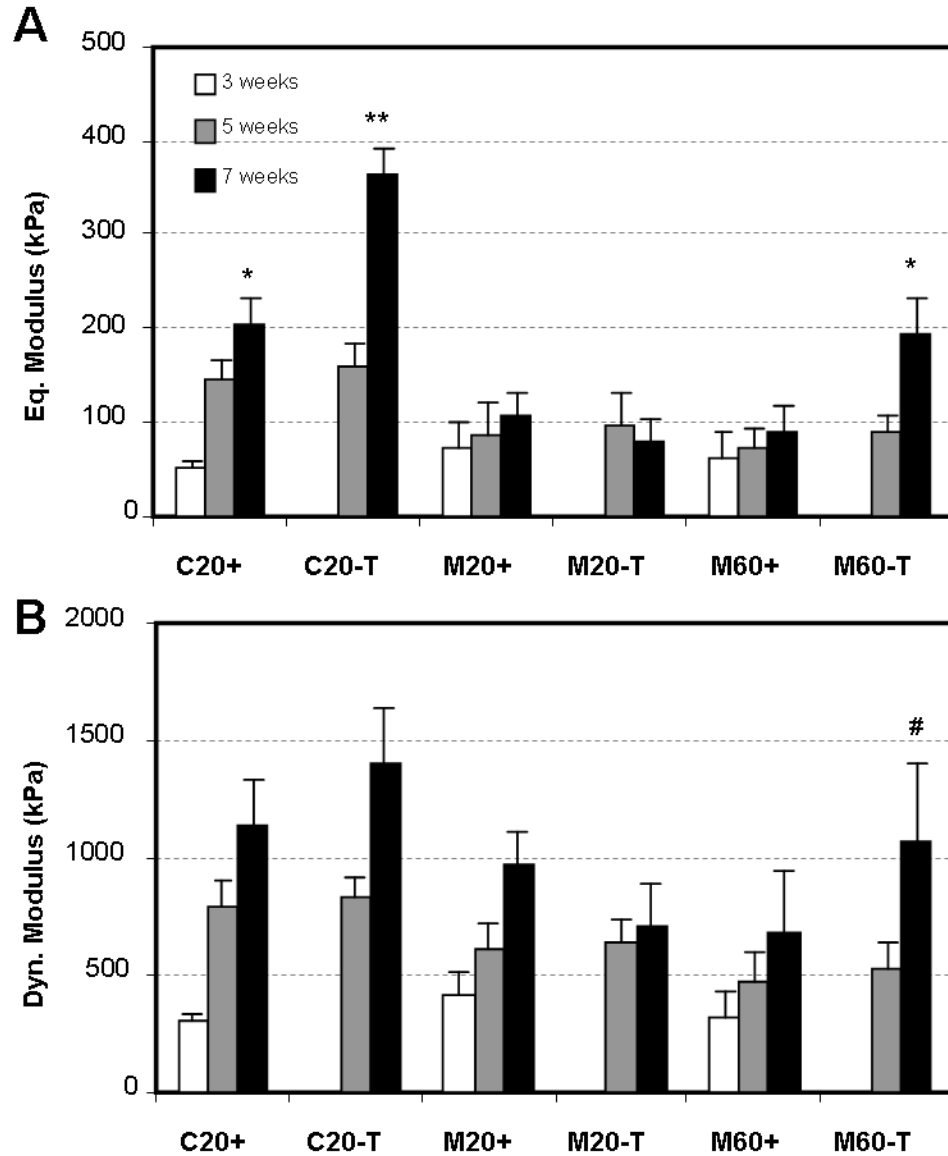 A
500
400
300
200
100
0
Eq. Modulus (kPa)
3 weeks
5 weeks
7 weeks
*
**
*
C20+ C20-T M20+ M20-T M60+ M60-T
B
2000
1500
1000
500
0
Dyn. Modulus (kPa)
#
C20+ C20-T M20+ M20-T M60+ M60-T